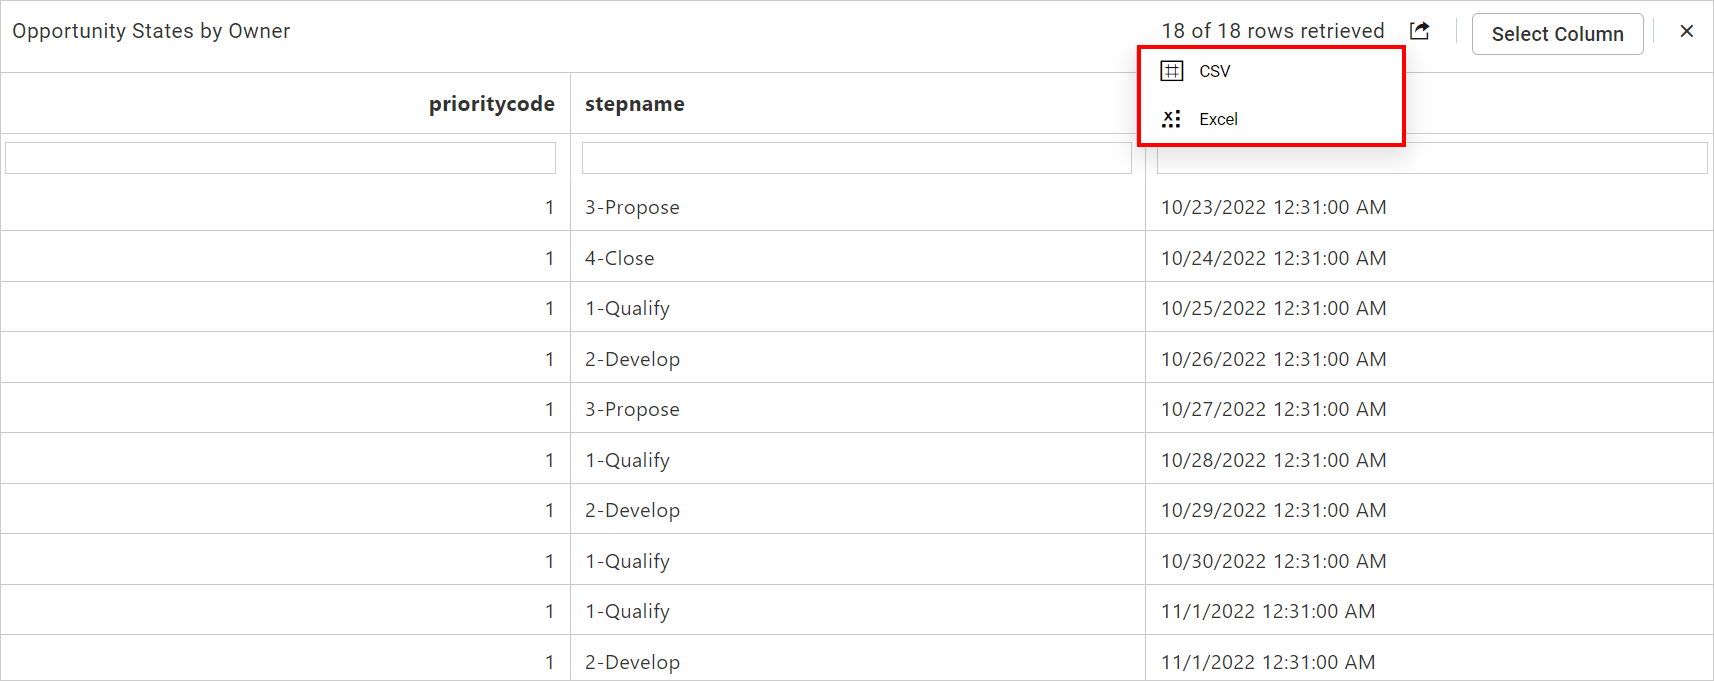 Opportunity States by Owner 18 of 18 rows retrieved Select Column
CSV
prioritycode stepname
Excel
1 3-Propose 10/23/2022 12:31:00 AM
1 4-Close 10/24/2022 12:31:00 AM
1 1-Qualify 10/25/2022 12:31:00 AM
1 2-Develop 10/26/2022 12:31:00 AM
1 3-Propose 10/27/2022 12:31:00 AM
1 1-Qualify 10/28/2022 12:31:00 AM
1 2-Develop 10/29/2022 12:31:00 AM
1 1-Qualify 10/30/2022 12:31:00 AM
1 1-Qualify 11/1/2022 12:31:00 AM
1 2-Develop 11/1/2022 12:31:00 AM